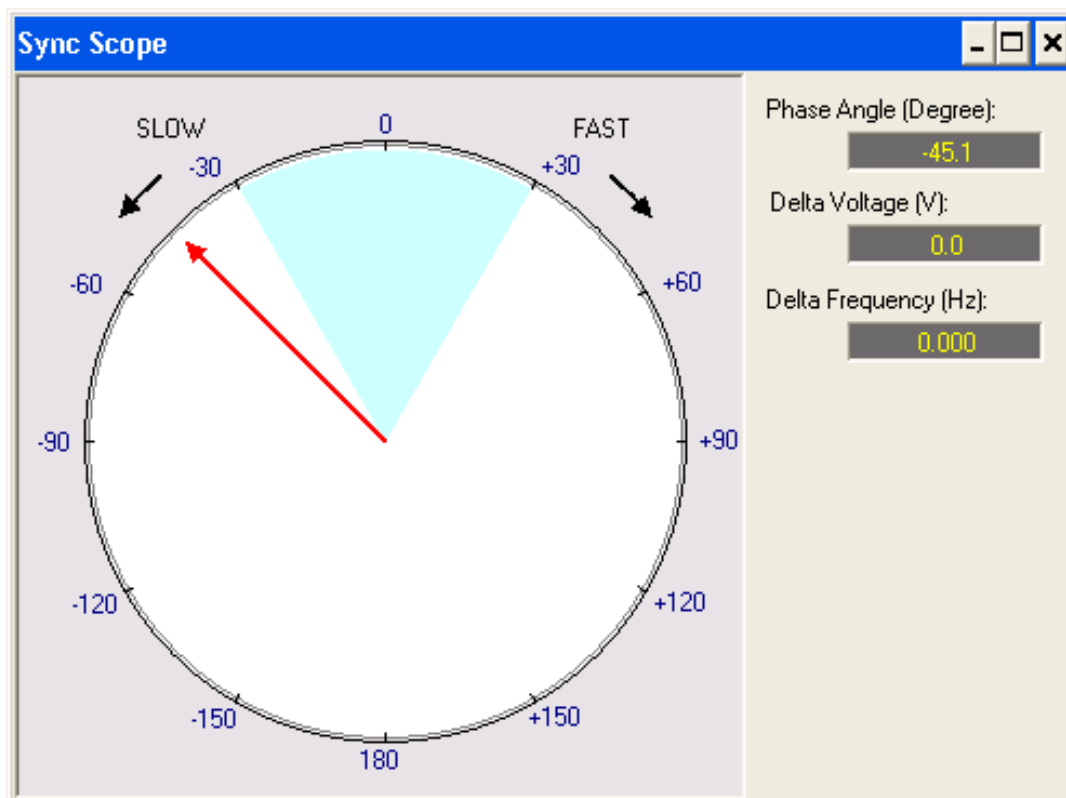 Sync Scope
SLOW
0
FAST
-30
+30
-60
+60
-90
+90
-120
+120
-150
+150
180
Phase Angle (Degree):
-45.1
Delta Voltage (V):
0.0
Delta Frequency (Hz):
0.000